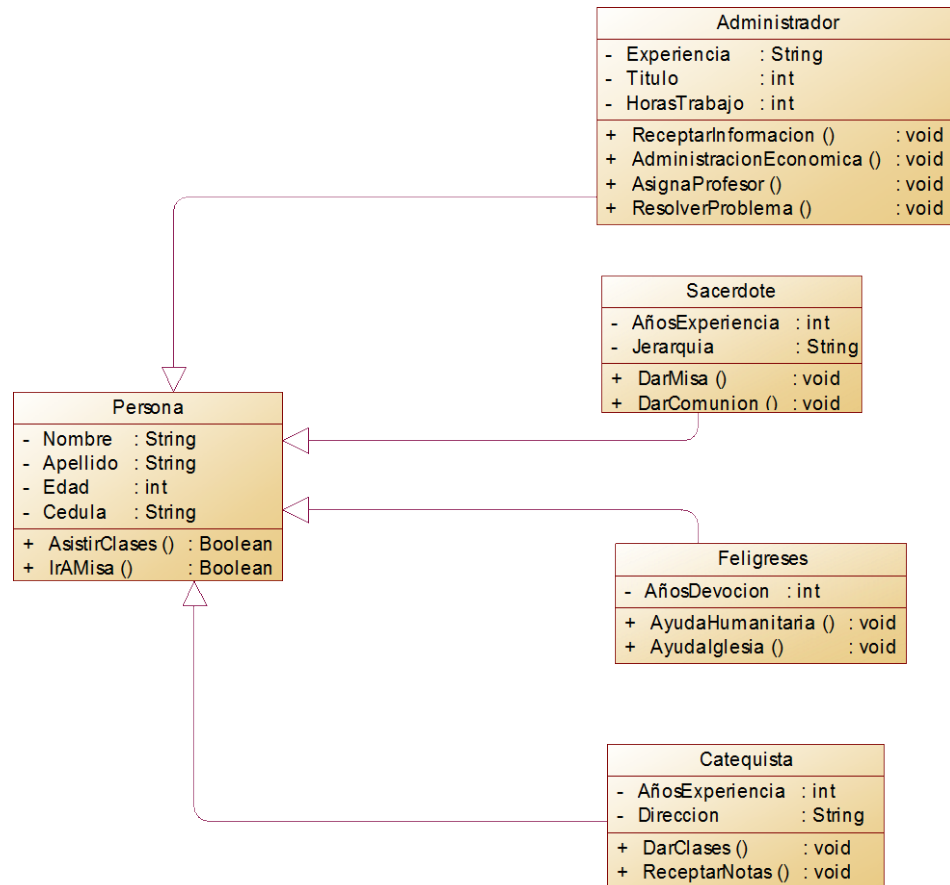 Administrador
- Experiencia : String
- Titulo : int
- HorasTrabajo : int
+ ReceptarInformacion () : void
+ AdministracionEconomica () : void
+ AsignaProfesor () : void
+ ResolverProblema () : void
Sacerdote
- AñosExperiencia : int
- Jerarquia : String
+ DarMisa () : void
+ DarComunion () : void
Persona
- Nombre : String
- Apellido : String
- Edad : int
- Cedula : String
+ AsistirClases () : Boolean
+ IrAMisa () : Boolean
Feligreses
- AñosDevocion : int
+ AyudaHumanitaria () : void
+ AyudaIglesia () : void
Catequista
- AñosExperiencia : int
- Direccion : String
+ DarClases () : void
+ ReceptarNotas () : void